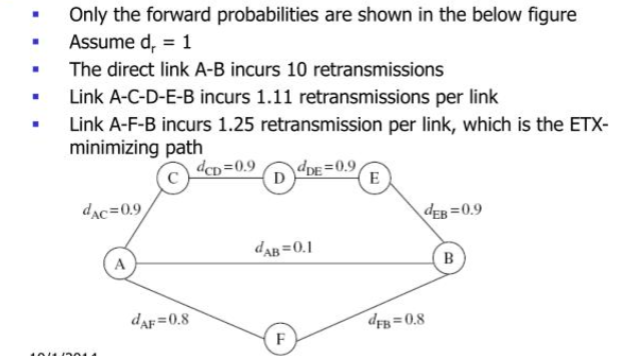 ▪ Only the forward probabilities are shown in the below figure
▪ Assume dᵣ = 1
▪ The direct link A-B incurs 10 retransmissions
▪ Link A-C-D-E-B incurs 1.11 retransmissions per link
▪ Link A-F-B incurs 1.25 retransmission per link, which is the ETX-
minimizing path
dCD=0.9 dDE=0.9
C D E
dAC=0.9 dEB=0.9
dAB=0.1
A B
dAF=0.8 dFB=0.8
F